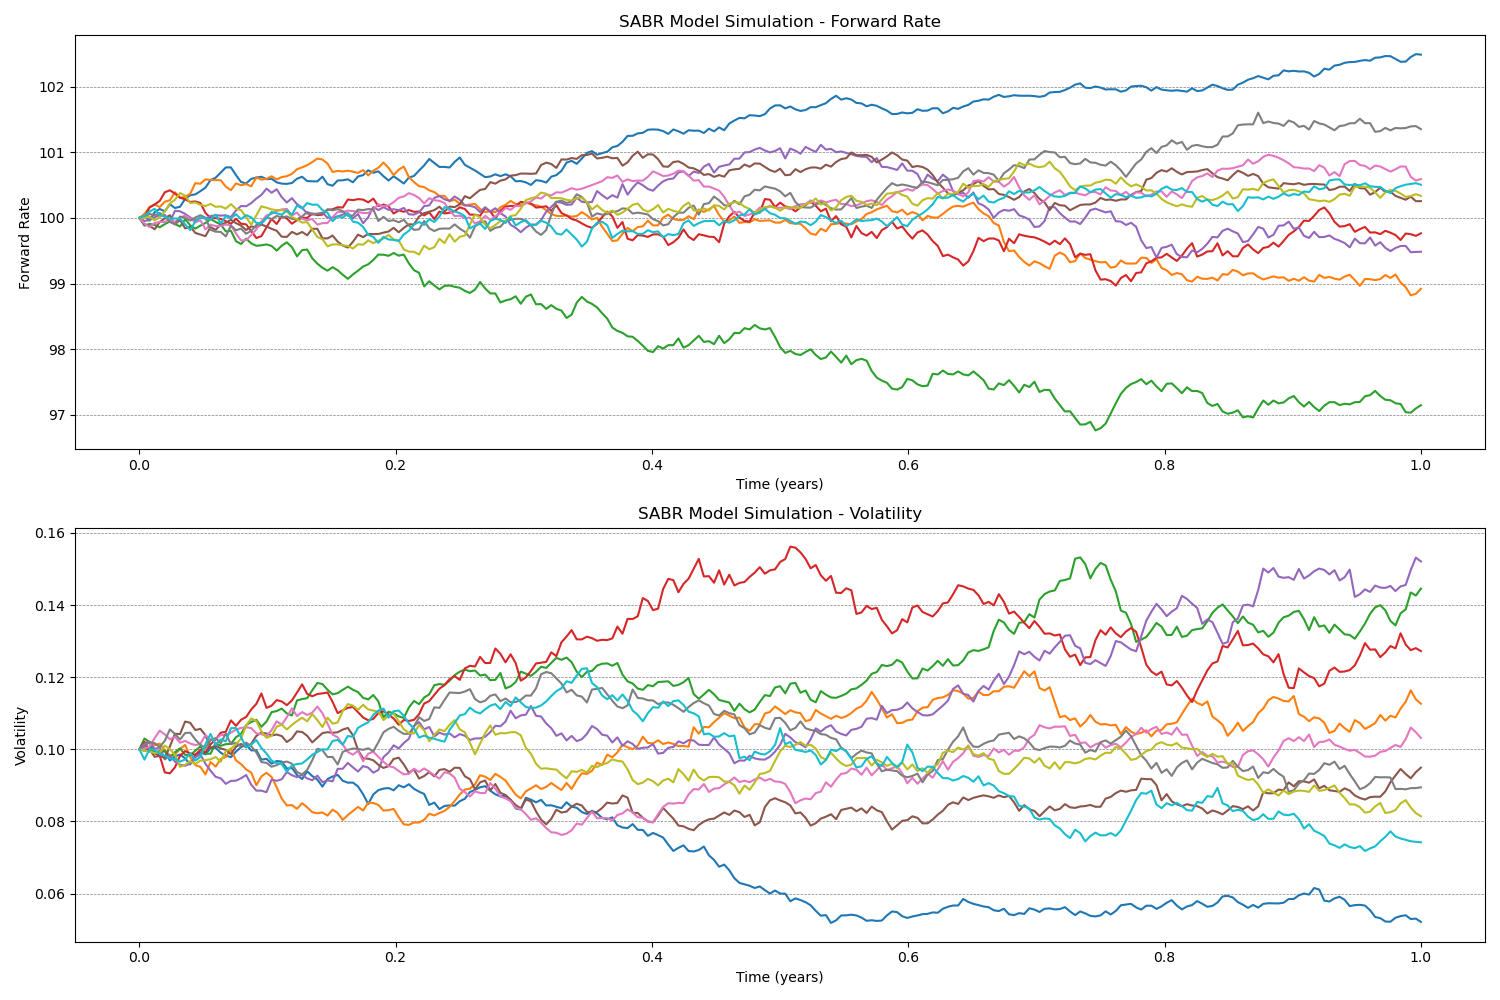 SABR Model Simulation - Forward Rate
Forward Rate
102
101
100
99
98
97
0.0 0.2 0.4 0.6 0.8 1.0
Time (years)
SABR Model Simulation - Volatility
Volatility
0.16
0.14
0.12
0.10
0.08
0.06
0.0 0.2 0.4 0.6 0.8 1.0
Time (years)